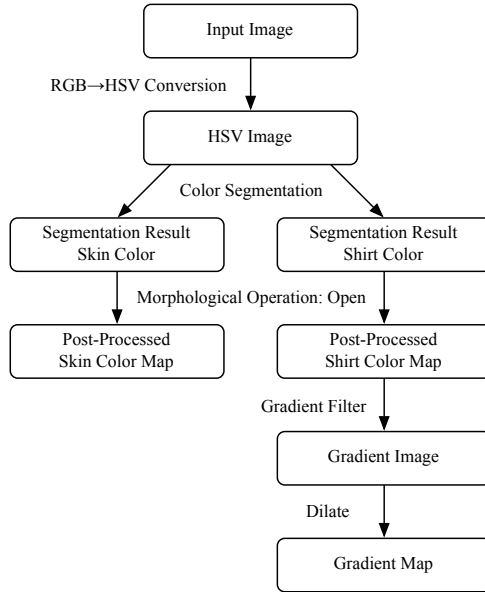 Input Image
RGB→HSV Conversion
HSV Image
Color Segmentation
Segmentation Result
Skin Color
Segmentation Result
Shirt Color
Morphological Operation: Open
Post-Processed
Skin Color Map
Post-Processed
Shirt Color Map
Gradient Filter
Gradient Image
Dilate
Gradient Map